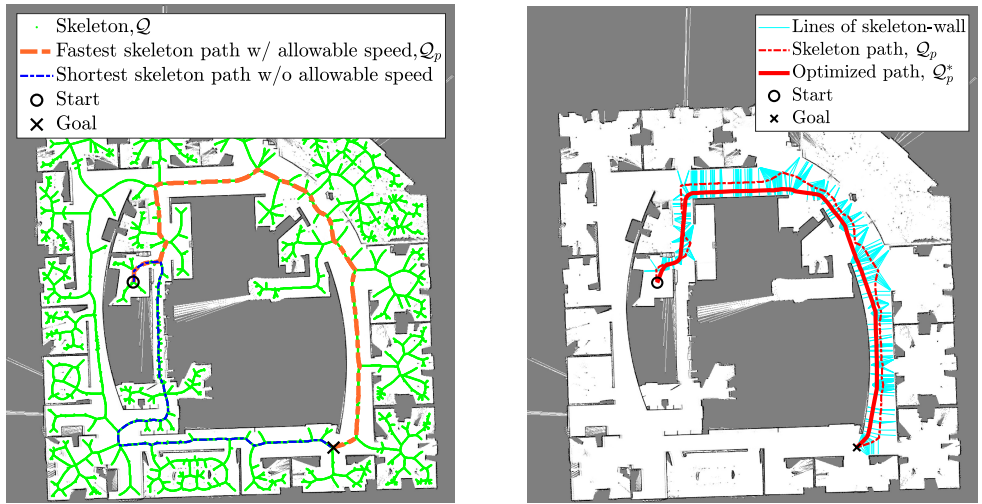 Skeleton, 𝒬
Fastest skeleton path w/ allowable speed, 𝒬ₚ
Shortest skeleton path w/o allowable speed
Start
Goal
Lines of skeleton-wall
Skeleton path, 𝒬ₚ
Optimized path, 𝒬ₚ*
Start
Goal